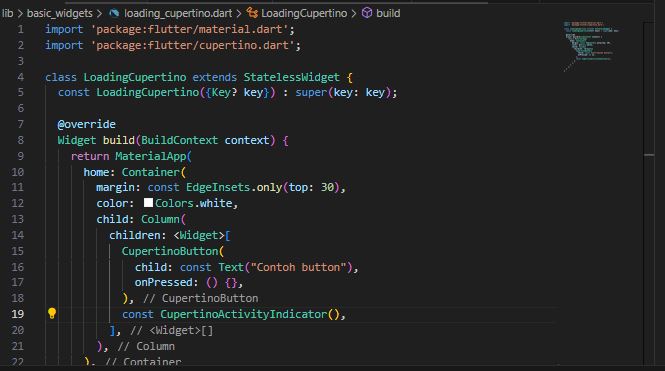 lib > basic_widgets > loading_cupertino.dart > LoadingCupertino > build
1 import 'package:flutter/material.dart';
2 import 'package:flutter/cupertino.dart';
3
4 class LoadingCupertino extends StatelessWidget {
5 const LoadingCupertino({Key? key}) : super(key: key);
6
7 @override
8 Widget build(BuildContext context) {
9 return MaterialApp(
10 home: Container(
11 margin: const EdgeInsets.only(top: 30),
12 color: Colors.white,
13 child: Column(
14 children: <Widget>[
15 CupertinoButton(
16 child: const Text("Contoh button"),
17 onPressed: () {},
18 ), // CupertinoButton
19 const CupertinoActivityIndicator(),
20 ], // <Widget>[]
21 ), // Column
22 ), // Container